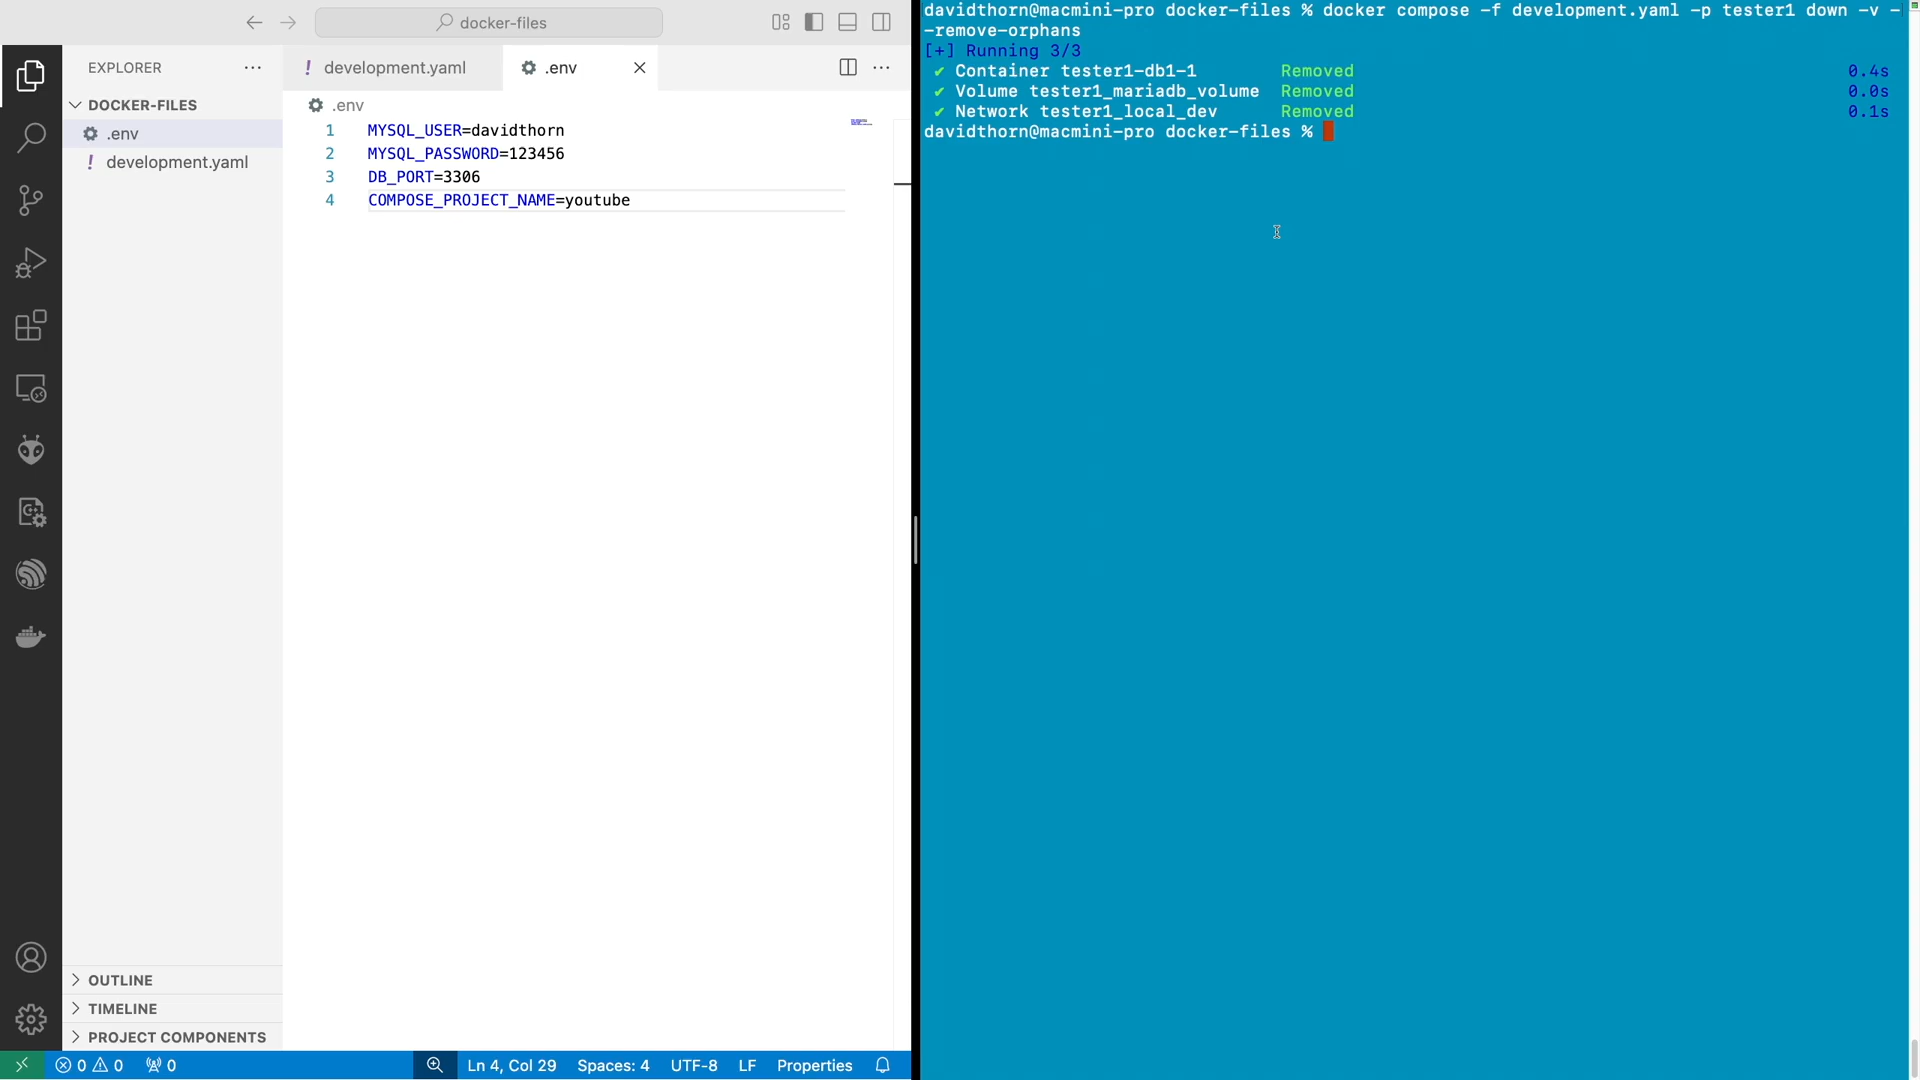 docker-files
EXPLORER
development.yaml
.env
DOCKER-FILES
.env
development.yaml
.env
1 MYSQL_USER=davidthorn
2 MYSQL_PASSWORD=123456
3 DB_PORT=3306
4 COMPOSE_PROJECT_NAME=youtube
OUTLINE
TIMELINE
PROJECT COMPONENTS
0 0 0 Ln 4, Col 29 Spaces: 4 UTF-8 LF Properties
davidthorn@macmini-pro docker-files % docker compose -f development.yaml -p tester1 down -v -
-remove-orphans
[+] Running 3/3
✔ Container tester1-db1-1 Removed 0.4s
✔ Volume tester1_mariadb_volume Removed 0.0s
✔ Network tester1_local_dev Removed 0.1s
davidthorn@macmini-pro docker-files %